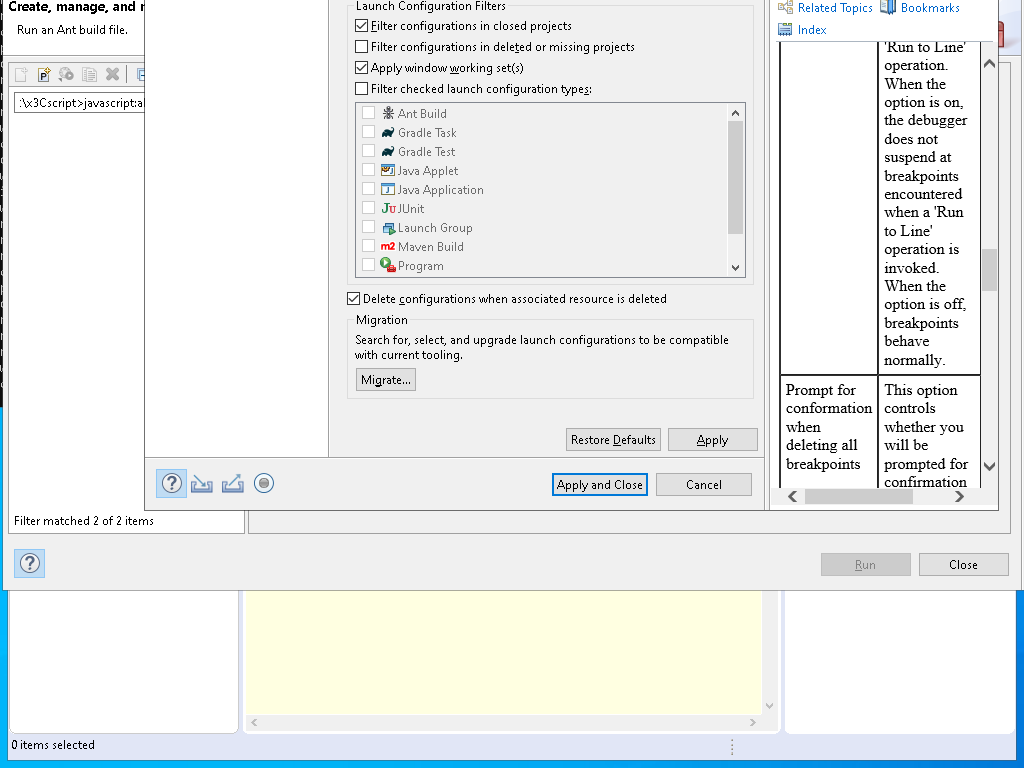 Create, manage, and r
Run an Ant build file.
:\x3Cscript>javascript:al
Filter matched 2 of 2 items
Launch Configuration Filters
Filter configurations in closed projects
Filter configurations in deleted or missing projects
Apply window working set(s)
Filter checked launch configuration types:
Ant Build
Gradle Task
Gradle Test
Java Applet
Java Application
JUnit
Launch Group
Maven Build
Program
Delete configurations when associated resource is deleted
Migration
Search for, select, and upgrade launch configurations to be compatible
with current tooling.
Migrate...
Restore Defaults
Apply
Apply and Close
Cancel
Related Topics
Bookmarks
Index
'Run to Line'
operation.
When the
option is on,
the debugger
does not
suspend at
breakpoints
encountered
when a 'Run
to Line'
operation is
invoked.
When the
option is off,
breakpoints
behave
normally.
Prompt for
conformation
when
deleting all
breakpoints
This option
controls
whether you
will be
prompted for
confirmation
Run
Close
0 items selected